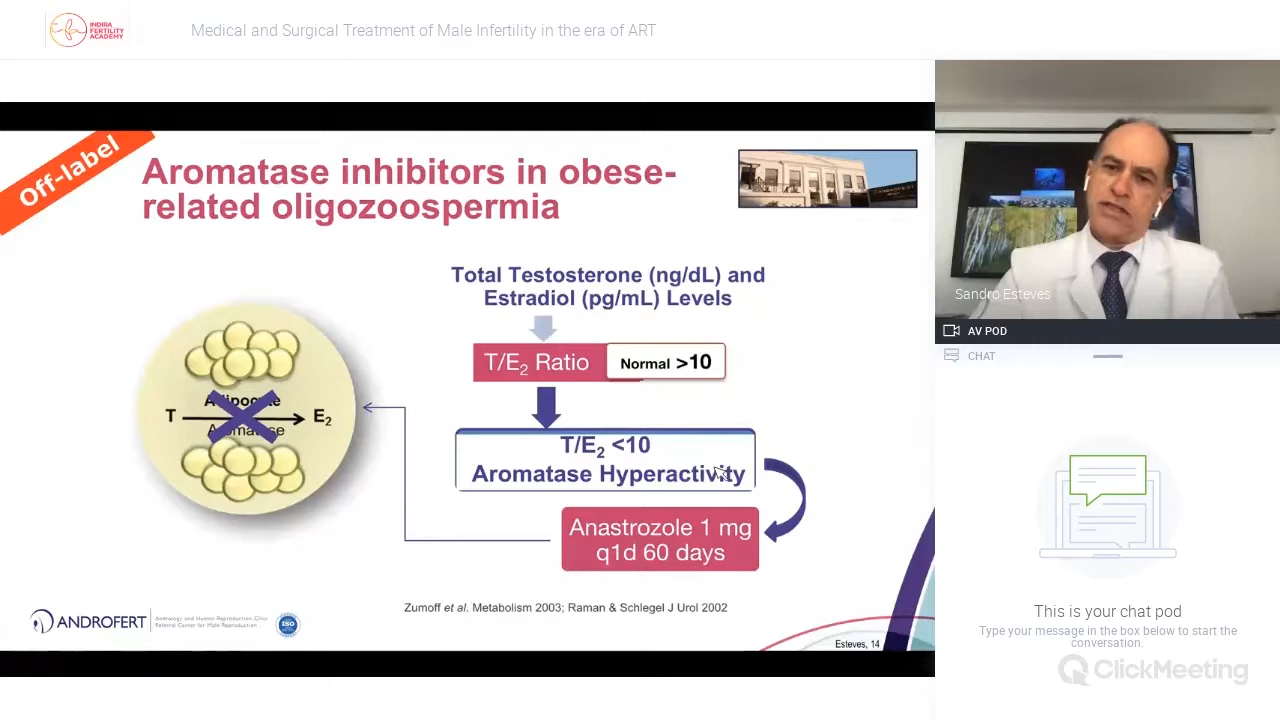 INDIRA
FERTILITY
ACADEMY
Medical and Surgical Treatment of Male Infertility in the era of ART
Off-label
Aromatase inhibitors in obese-
related oligozoospermia
Total Testosterone (ng/dL) and
Estradiol (pg/mL) Levels
T/E2 Ratio
Normal >10
Adipocyte
T
E2
Aromatase
T/E2 <10
Aromatase Hyperactivity
Anastrozole 1 mg
q1d 60 days
Zumoff et al. Metabolism 2003; Raman & Schlegel J Urol 2002
ANDROFERT
Andrology and Human Reproduction Clinic
Referral Center for Male Reproduction
ISO
Esteves, 14
Sandro Esteves
AV POD
CHAT
This is your chat pod
Type your message in the box below to start the
conversation.
ClickMeeting